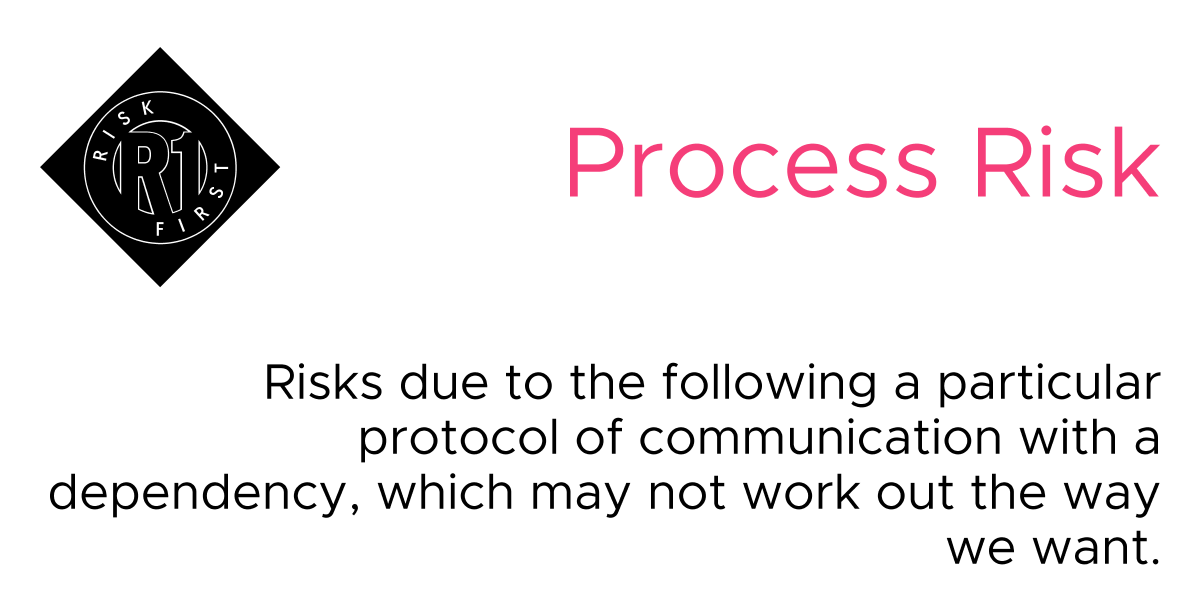 RISK
R1
FIRST
Process Risk
Risks due to the following a particular
protocol of communication with a
dependency, which may not work out the way
we want.